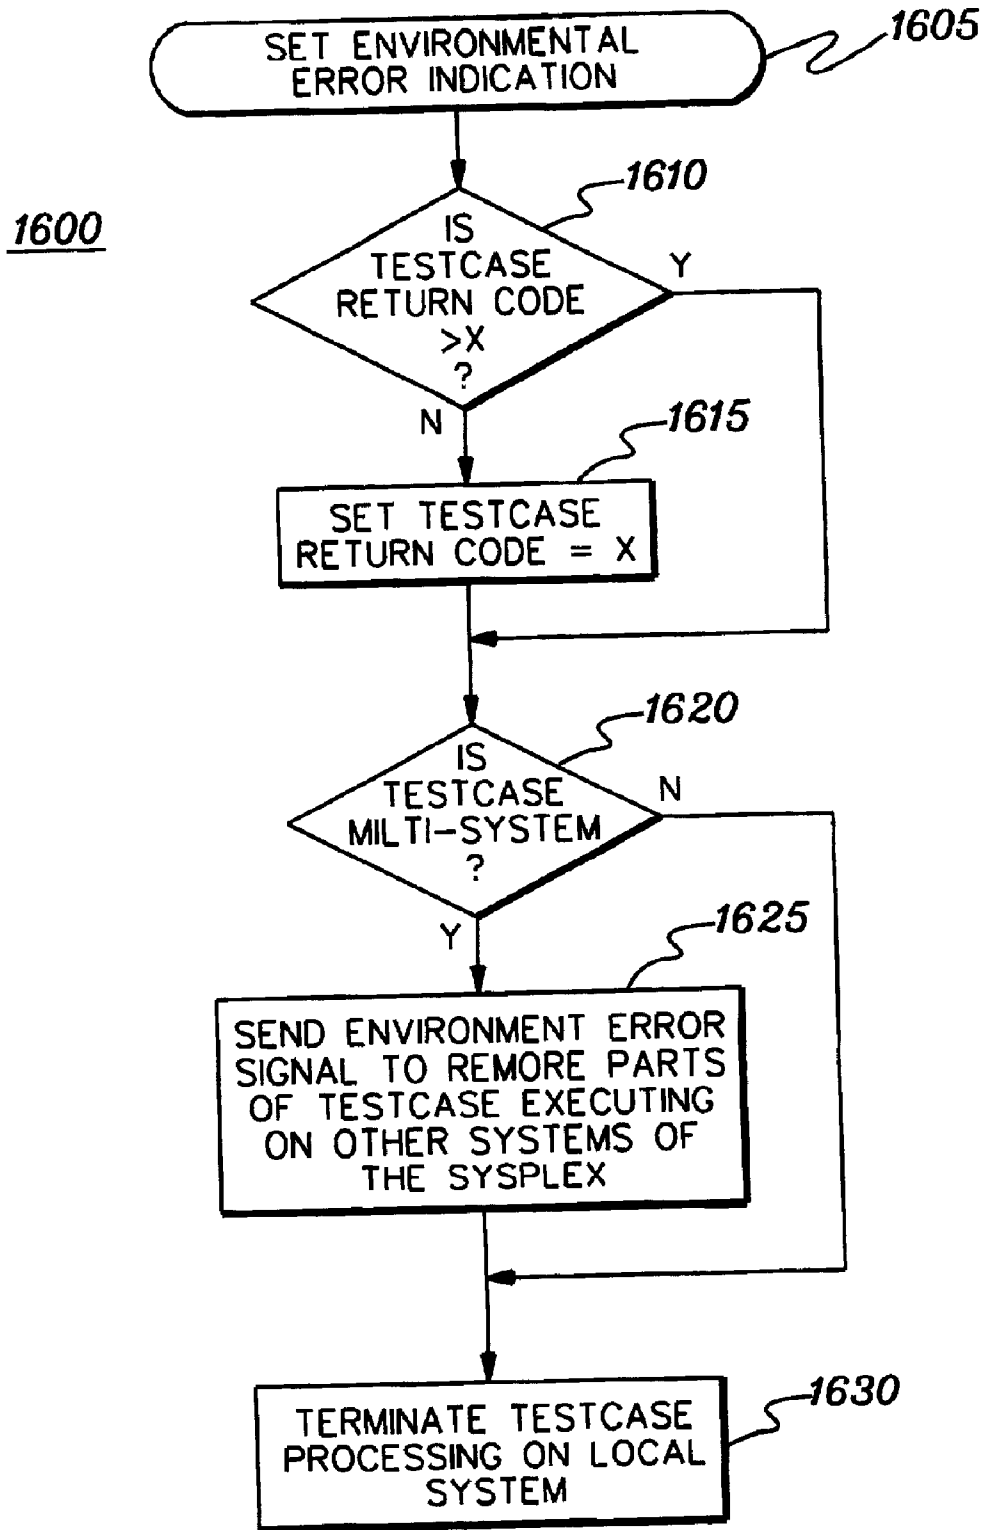 SET ENVIRONMENTAL
ERROR INDICATION
1605
1600
1610
IS
TESTCASE
RETURN CODE
>X
?
Y
N
1615
SET TESTCASE
RETURN CODE = X
1620
IS
TESTCASE
MILTI-SYSTEM
?
N
Y
1625
SEND ENVIRONMENT ERROR
SIGNAL TO REMORE PARTS
OF TESTCASE EXECUTING
ON OTHER SYSTEMS OF
THE SYSPLEX
1630
TERMINATE TESTCASE
PROCESSING ON LOCAL
SYSTEM